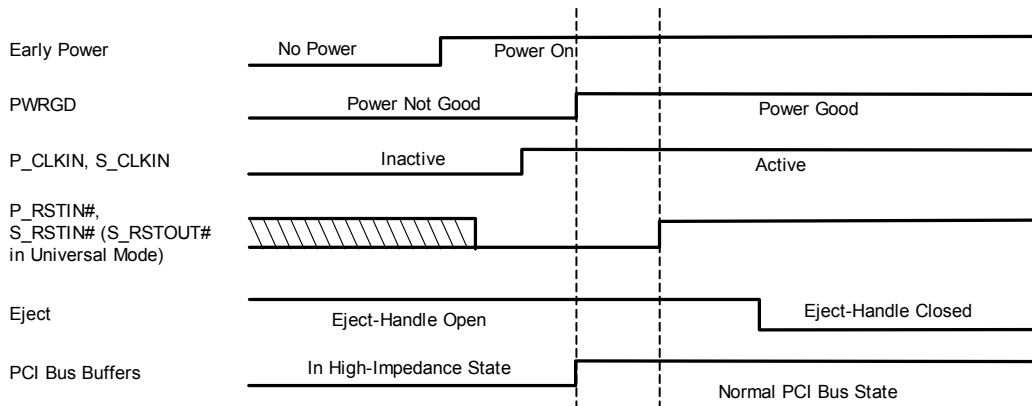 Early Power
No Power
Power On
PWRGD
Power Not Good
Power Good
P_CLKIN, S_CLKIN
Inactive
Active
P_RSTIN#,
S_RSTIN# (S_RSTOUT#
in Universal Mode)
Eject
Eject-Handle Open
Eject-Handle Closed
PCI Bus Buffers
In High-Impedance State
Normal PCI Bus State